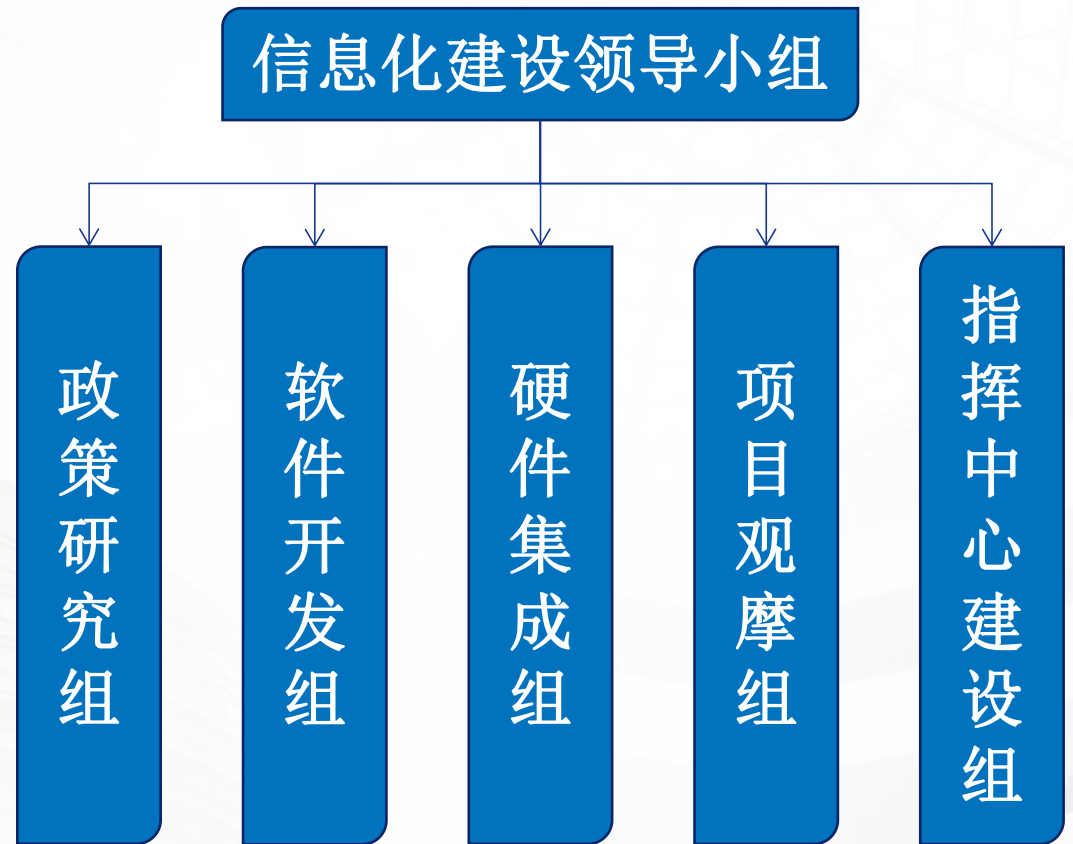 信息化建设领导小组
政策研究组
软件开发组
硬件集成组
项目观摩组
指挥中心建设组